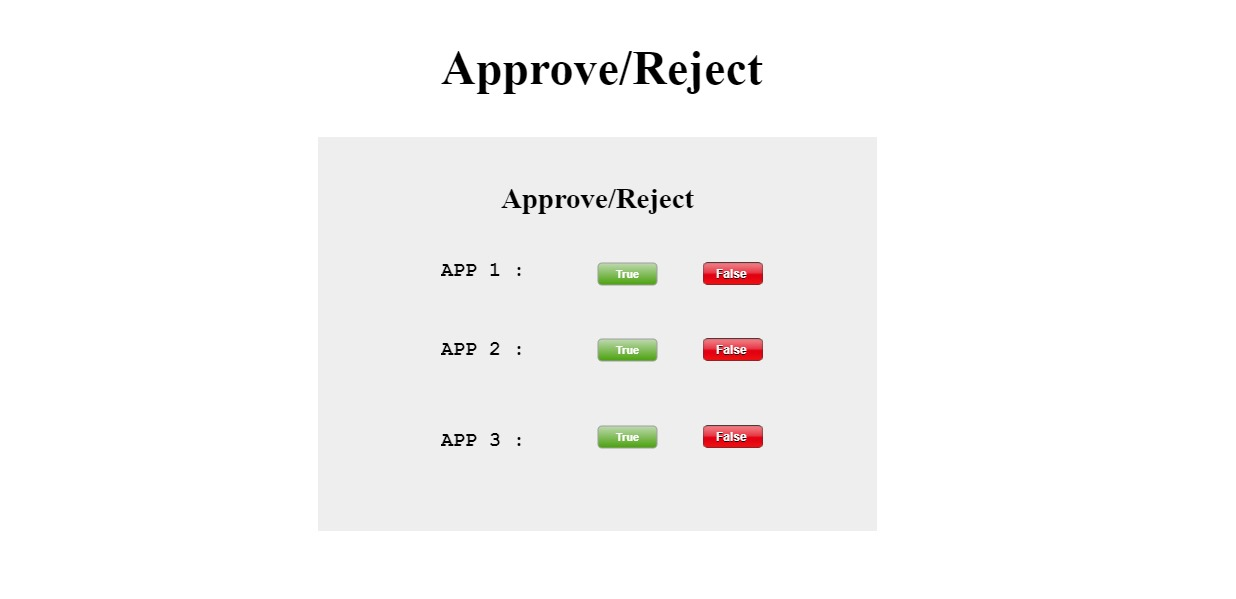 Approve/Reject
Approve/Reject
APP 1 : True False
APP 2 : True False
APP 3 : True False